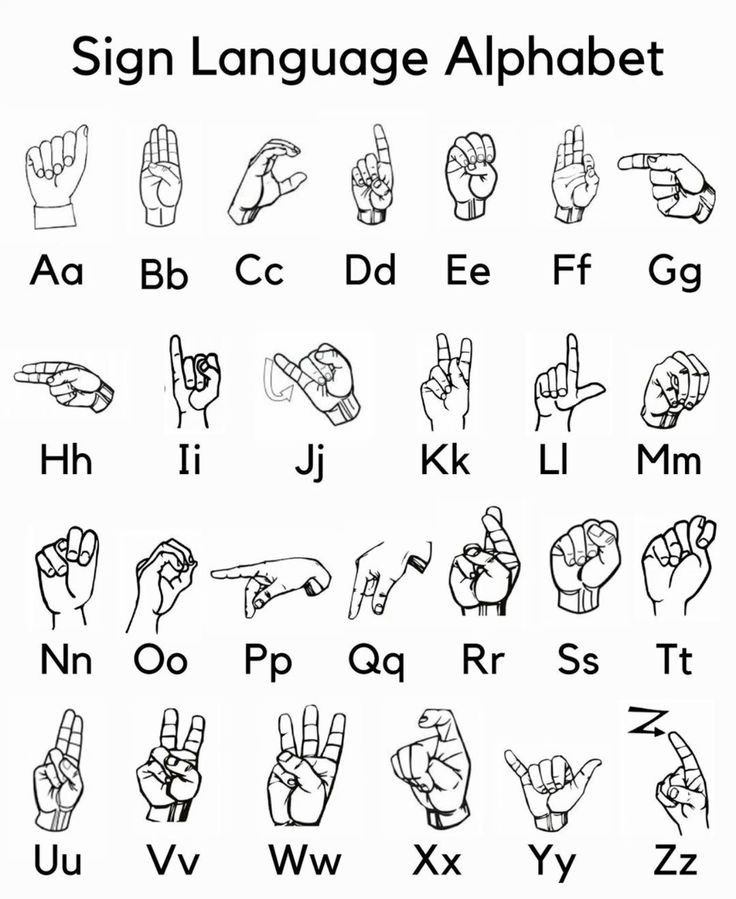 Sign Language Alphabet
Aa Bb Cc Dd Ee Ff Gg
Hh Ii Jj Kk Ll Mm
Nn Oo Pp Qq Rr Ss Tt
Z
Uu Vv Ww Xx Yy Zz